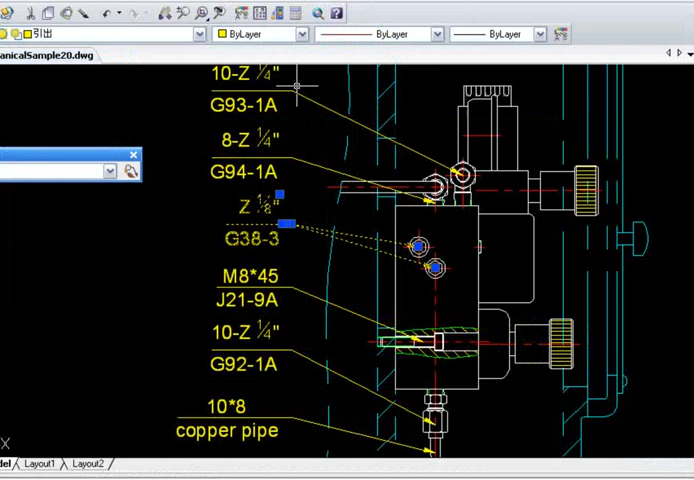 引出
ByLayer
ByLayer
ByLayer
anicalSample20.dwg
10-Z ¼"
G93-1A
8-Z ¼"
G94-1A
Z ⅛"
G38-3
M8*45
J21-9A
10-Z ¼"
G92-1A
10*8
copper pipe
X
del
Layout1
Layout2